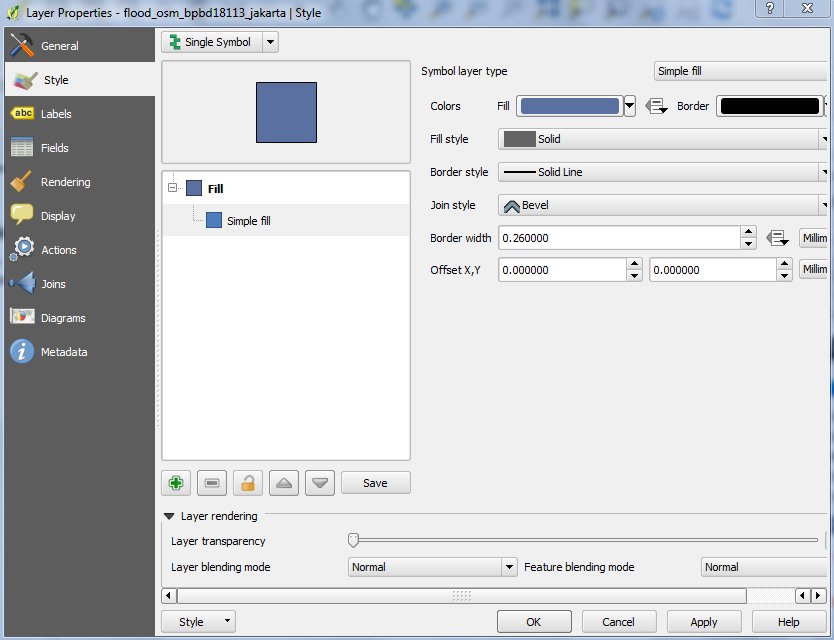 Layer Properties - flood_osm_bpbd18113_jakarta | Style
?
General
Style
abc Labels
Fields
Rendering
Display
Actions
Joins
Diagrams
i Metadata
Single Symbol
Fill
Simple fill
Save
Symbol layer type Simple fill
Colors Fill Border
Fill style Solid
Border style Solid Line
Join style Bevel
Border width 0.260000 Millim
Offset X,Y 0.000000 0.000000 Millim
Layer rendering
Layer transparency
Layer blending mode Normal Feature blending mode Normal
Style OK Cancel Apply Help